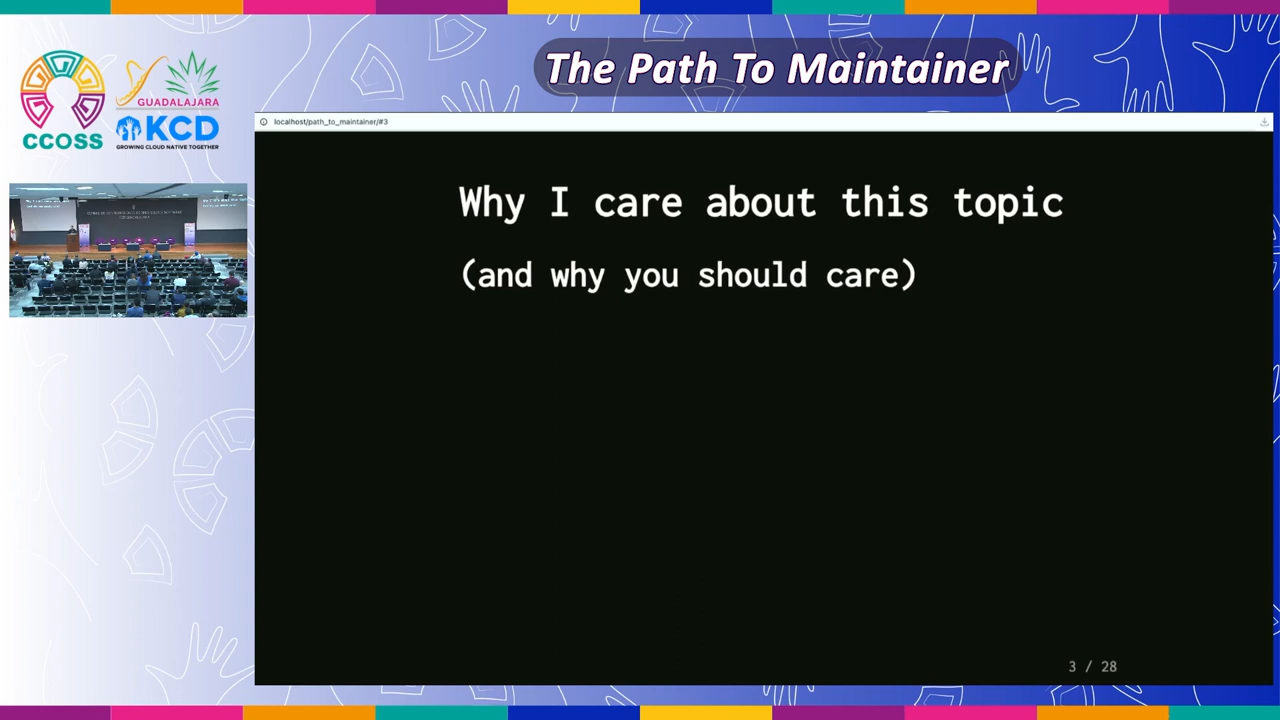 The Path To Maintainer
GUADALAJARA
CCOSS
KCD
GROWING CLOUD NATIVE TOGETHER
localhost/path_to_maintainer/#3
Why I care about this topic
(and why you should care)
3 / 28